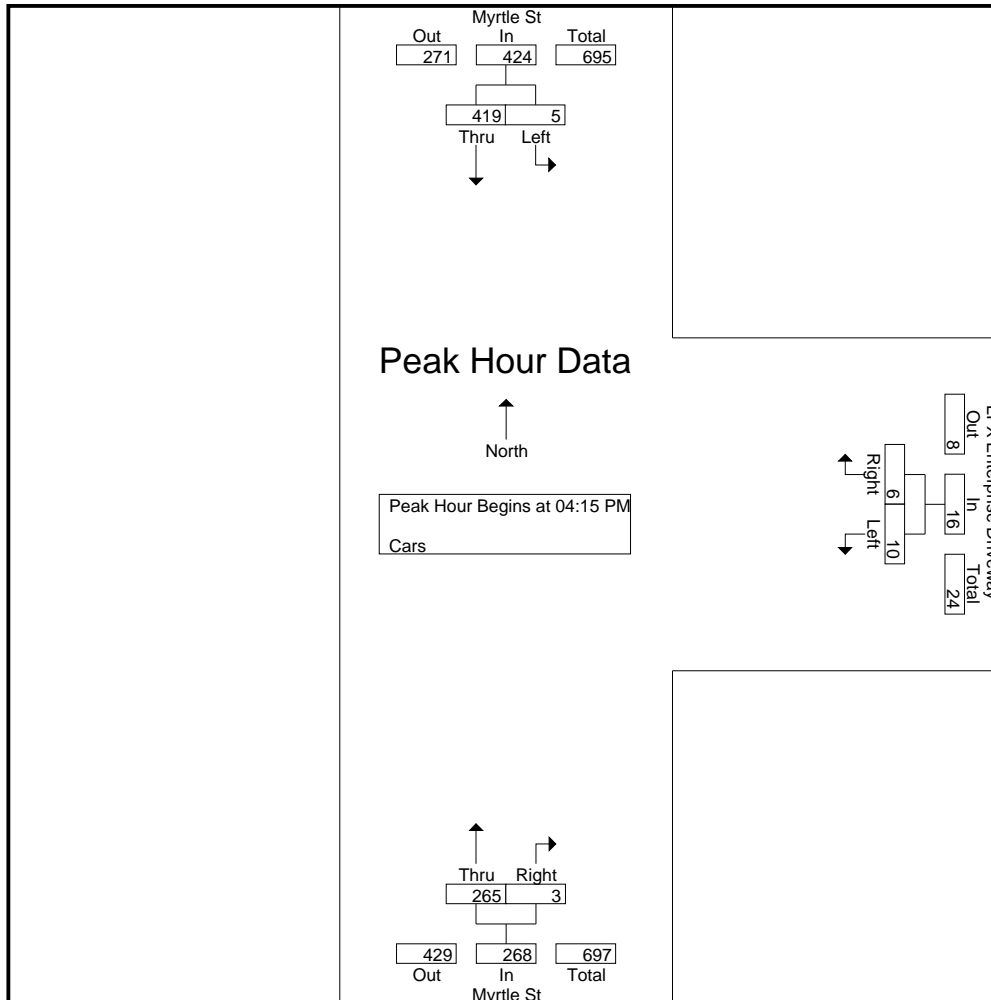 Myrtle St
Out In Total
271 424 695
419 5
Thru Left
Peak Hour Data
North
Peak Hour Begins at 04:15 PM
Cars
Right Left
6 10
Out In Total
8 16 24
Enterprise Driveway
Thru Right
265 3
429 268 697
Out In Total
Myrtle St